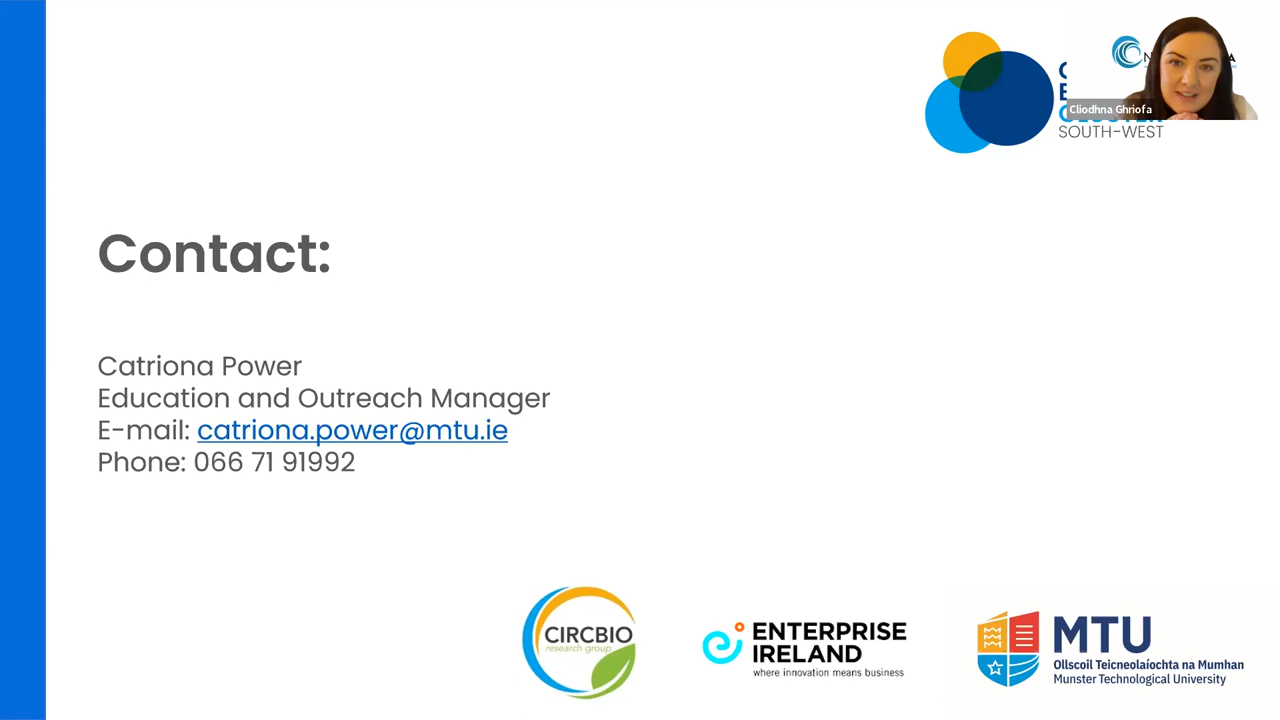 Cliodhna Ghriofa
SOUTH-WEST
Contact:
Catriona Power
Education and Outreach Manager
E-mail: catriona.power@mtu.ie
Phone: 066 71 91992
CIRCBIO
research group
ENTERPRISE
IRELAND
where innovation means business
MTU
Ollscoil Teicneolaíochta na Mumhan
Munster Technological University